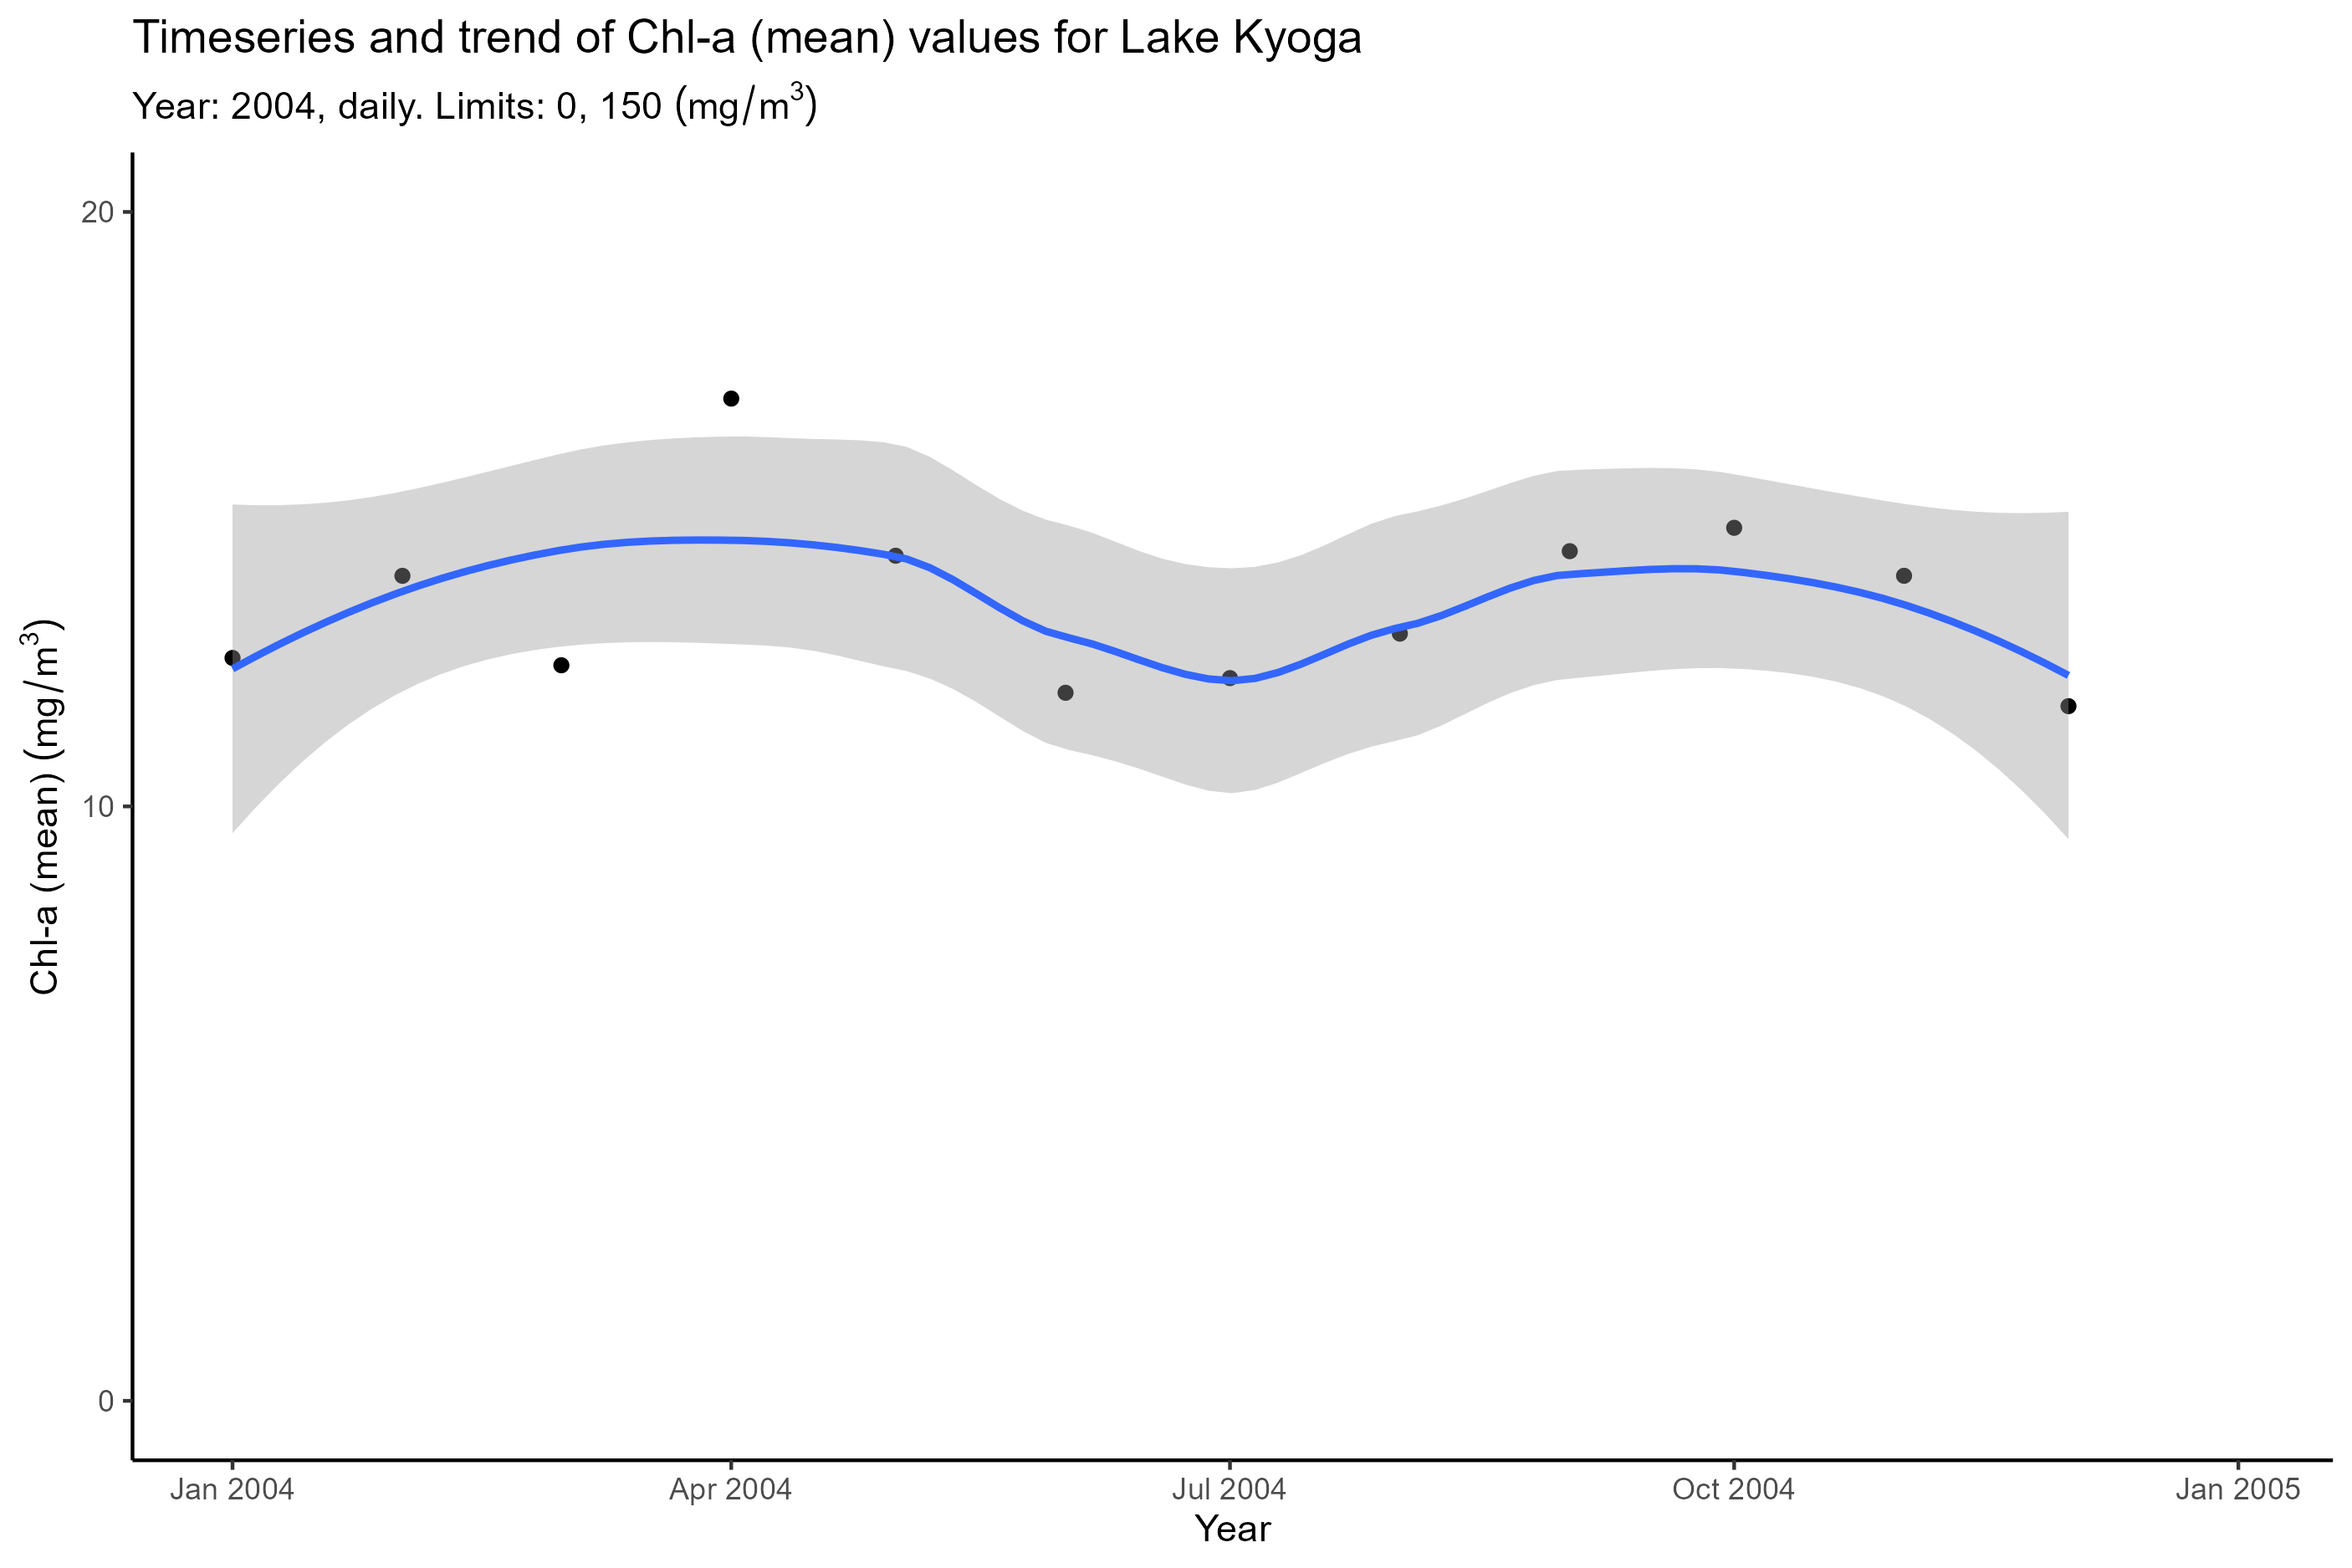 Timeseries and trend of Chl-a (mean) values for Lake Kyoga
Year: 2004, daily. Limits: 0, 150 (mg/m³)
20
10
0
Chl-a (mean) (mg/m³)
Jan 2004
Apr 2004
Jul 2004
Oct 2004
Jan 2005
Year